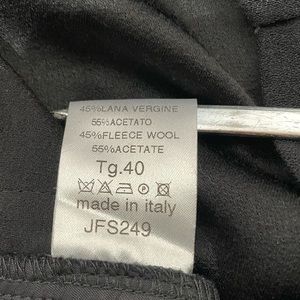 45%LANA VERGINE
55%ACETATO
45%FLEECE WOOL
55%ACETATE
Tg.40
made in italy
JFS249